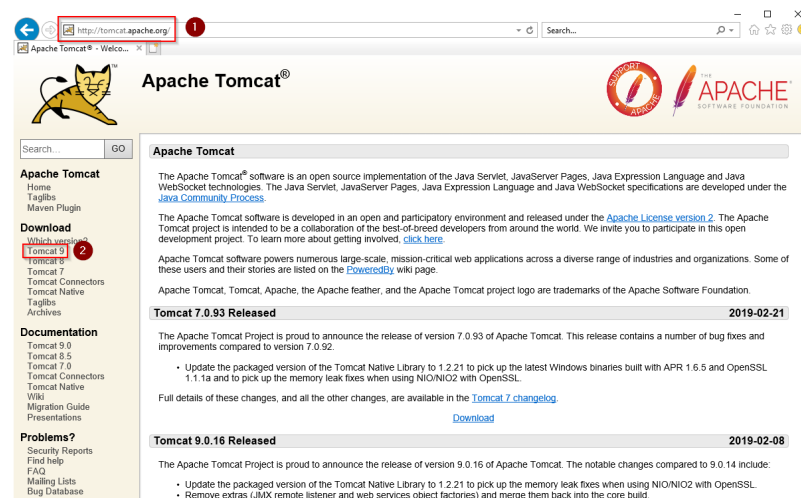 http://tomcat.apache.org/
1
Search...
Apache Tomcat® - Welco...
TM
Apache Tomcat®
SUPPORT
APACHE
THE
APACHE
SOFTWARE FOUNDATION
Search...
GO
Apache Tomcat
Home
Taglibs
Maven Plugin
Download
Which version?
Tomcat 9
2
Tomcat 8
Tomcat 7
Tomcat Connectors
Tomcat Native
Taglibs
Archives
Documentation
Tomcat 9.0
Tomcat 8.5
Tomcat 7.0
Tomcat Connectors
Tomcat Native
Wiki
Migration Guide
Presentations
Problems?
Security Reports
Find help
FAQ
Mailing Lists
Bug Database
Apache Tomcat
The Apache Tomcat® software is an open source implementation of the Java Servlet, JavaServer Pages, Java Expression Language and Java
WebSocket technologies. The Java Servlet, JavaServer Pages, Java Expression Language and Java WebSocket specifications are developed under the
Java Community Process.
The Apache Tomcat software is developed in an open and participatory environment and released under the Apache License version 2. The Apache
Tomcat project is intended to be a collaboration of the best-of-breed developers from around the world. We invite you to participate in this open
development project. To learn more about getting involved, click here.
Apache Tomcat software powers numerous large-scale, mission-critical web applications across a diverse range of industries and organizations. Some of
these users and their stories are listed on the PoweredBy wiki page.
Apache Tomcat, Tomcat, Apache, the Apache feather, and the Apache Tomcat project logo are trademarks of the Apache Software Foundation.
Tomcat 7.0.93 Released 2019-02-21
The Apache Tomcat Project is proud to announce the release of version 7.0.93 of Apache Tomcat. This release contains a number of bug fixes and
improvements compared to version 7.0.92.
• Update the packaged version of the Tomcat Native Library to 1.2.21 to pick up the latest Windows binaries built with APR 1.6.5 and OpenSSL
1.1.1a and to pick up the memory leak fixes when using NIO/NIO2 with OpenSSL.
Full details of these changes, and all the other changes, are available in the Tomcat 7 changelog.
Download
Tomcat 9.0.16 Released 2019-02-08
The Apache Tomcat Project is proud to announce the release of version 9.0.16 of Apache Tomcat. The notable changes compared to 9.0.14 include:
• Update the packaged version of the Tomcat Native Library to 1.2.21 to pick up the memory leak fixes when using NIO/NIO2 with OpenSSL.
• Remove extras (JMX remote listener and web services object factories) and merge them back into the core build.